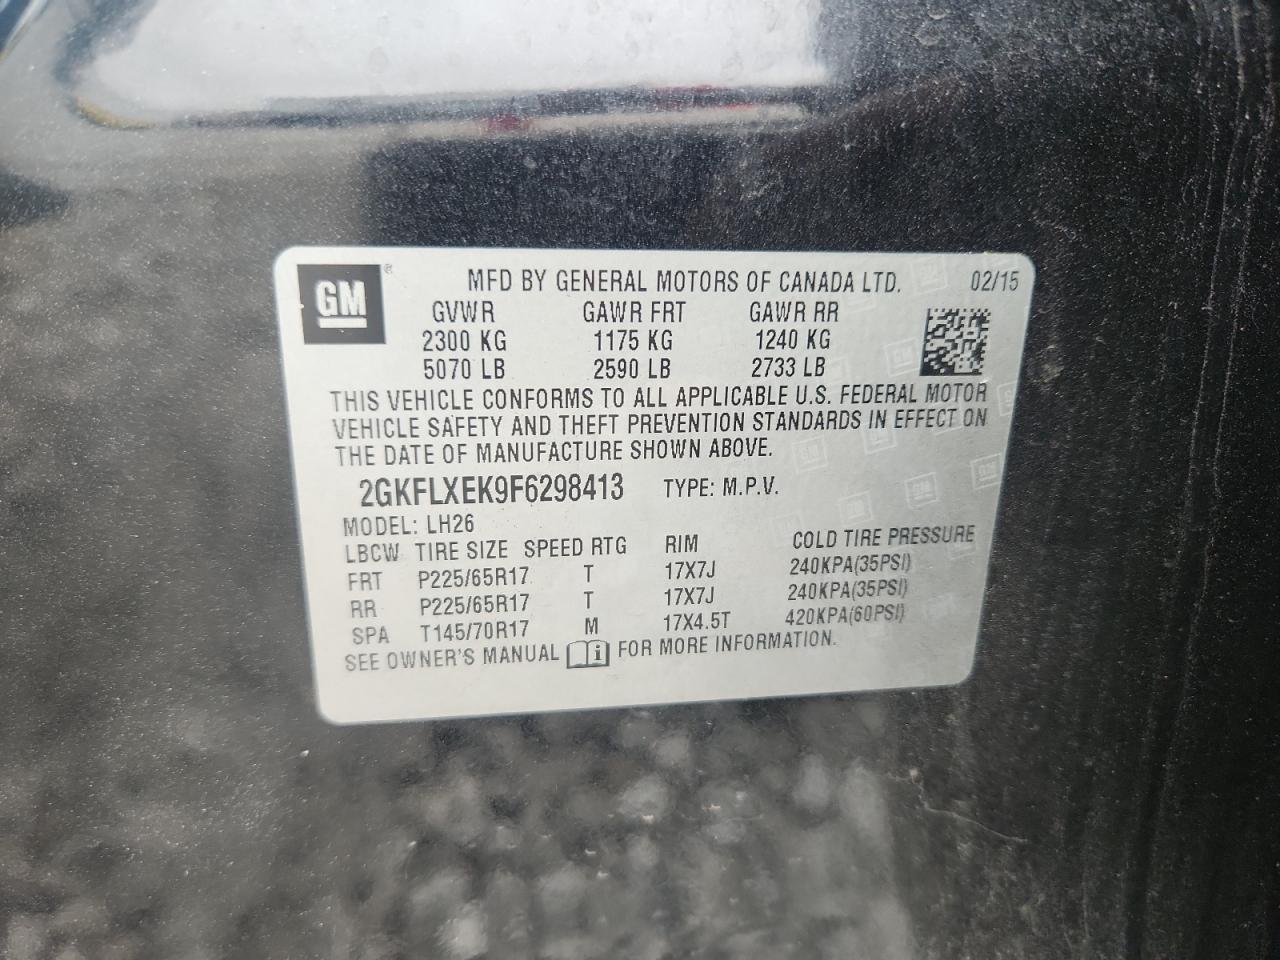 GM ®
MFD BY GENERAL MOTORS OF CANADA LTD. 02/15
GVWR GAWR FRT GAWR RR
2300 KG 1175 KG 1240 KG
5070 LB 2590 LB 2733 LB
THIS VEHICLE CONFORMS TO ALL APPLICABLE U.S. FEDERAL MOTOR
VEHICLE SAFETY AND THEFT PREVENTION STANDARDS IN EFFECT ON
THE DATE OF MANUFACTURE SHOWN ABOVE.
2GKFLXEK9F6298413 TYPE: M.P.V.
MODEL: LH26
LBCW TIRE SIZE SPEED RTG RIM COLD TIRE PRESSURE
FRT P225/65R17 T 17X7J 240KPA(35PSI)
RR P225/65R17 T 17X7J 240KPA(35PSI)
SPA T145/70R17 M 17X4.5T 420KPA(60PSI)
SEE OWNER'S MANUAL i FOR MORE INFORMATION.